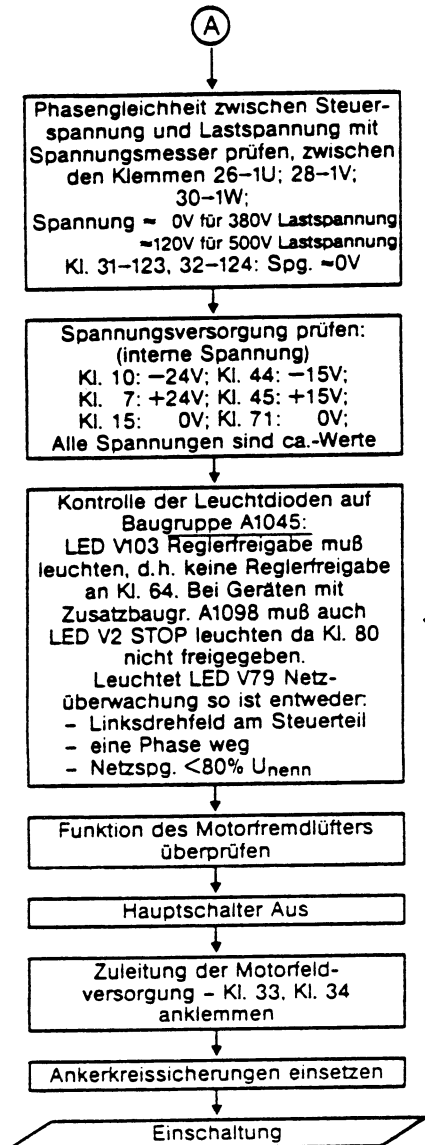 A
Phasengleichheit zwischen Steuer-
spannung und Lastspannung mit
Spannungsmesser prüfen, zwischen
den Klemmen 26–1U; 28–1V;
30–1W;
Spannung ≈ 0V für 380V Lastspannung
≈120V für 500V Lastspannung
Kl. 31–123, 32–124: Spg. ≈0V
Spannungsversorgung prüfen:
(interne Spannung)
Kl. 10: −24V; Kl. 44: −15V;
Kl. 7: +24V; Kl. 45: +15V;
Kl. 15: 0V; Kl. 71: 0V;
Alle Spannungen sind ca.-Werte
Kontrolle der Leuchtdioden auf
Baugruppe A1045:
LED V103 Reglerfreigabe muß
leuchten, d.h. keine Reglerfreigabe
an Kl. 64. Bei Geräten mit
Zusatzbaugr. A1098 muß auch
LED V2 STOP leuchten da Kl. 80
nicht freigegeben.
Leuchtet LED V79 Netz-
überwachung so ist entweder:
– Linksdrehfeld am Steuerteil
– eine Phase weg
– Netzspg. <80% Unenn
Funktion des Motorfremdlüfters
überprüfen
Hauptschalter Aus
Zuleitung der Motorfeld-
versorgung – Kl. 33, Kl. 34
anklemmen
Ankerkreissicherungen einsetzen
Einschaltung